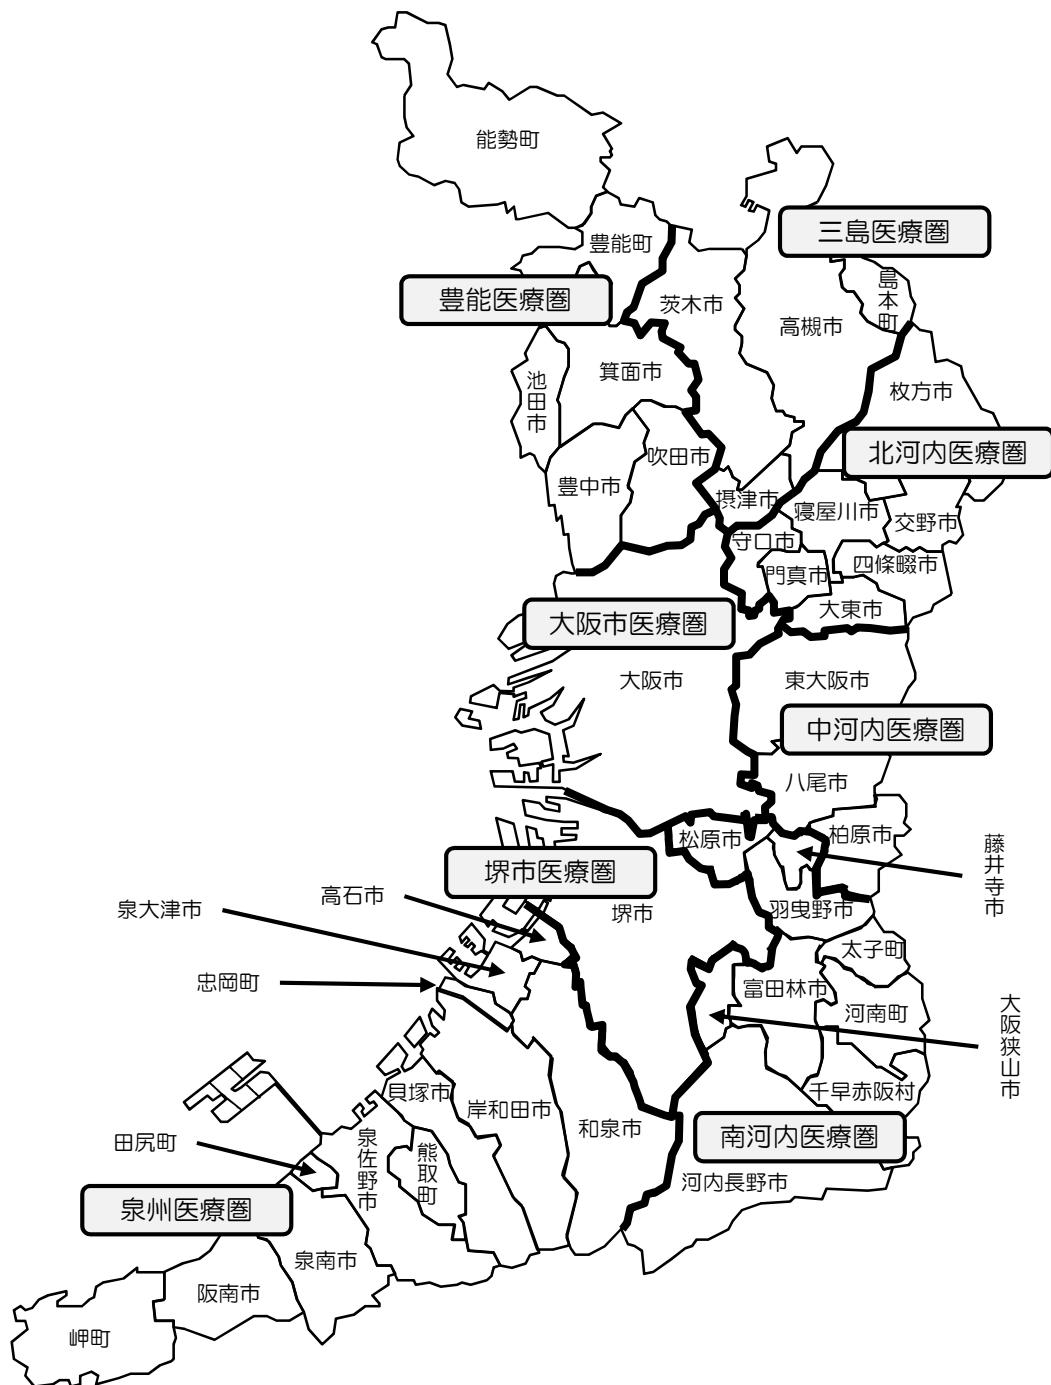 能勢町
豊能町
三島医療圏
豊能医療圏
茨木市
高槻市
島本町
箕面市
池田市
枚方市
吹田市
豊中市
北河内医療圏
摂津市
寝屋川市
交野市
守口市
門真市
四條畷市
大東市
大阪市医療圏
大阪市
東大阪市
中河内医療圏
八尾市
松原市
柏原市
藤井寺市
堺市医療圏
高石市
泉大津市
堺市
羽曳野市
太子町
忠岡町
富田林市
河南町
大阪狭山市
貝塚市
岸和田市
和泉市
千早赤阪村
南河内医療圏
田尻町
泉佐野市
熊取町
河内長野市
泉州医療圏
泉南市
阪南市
岬町